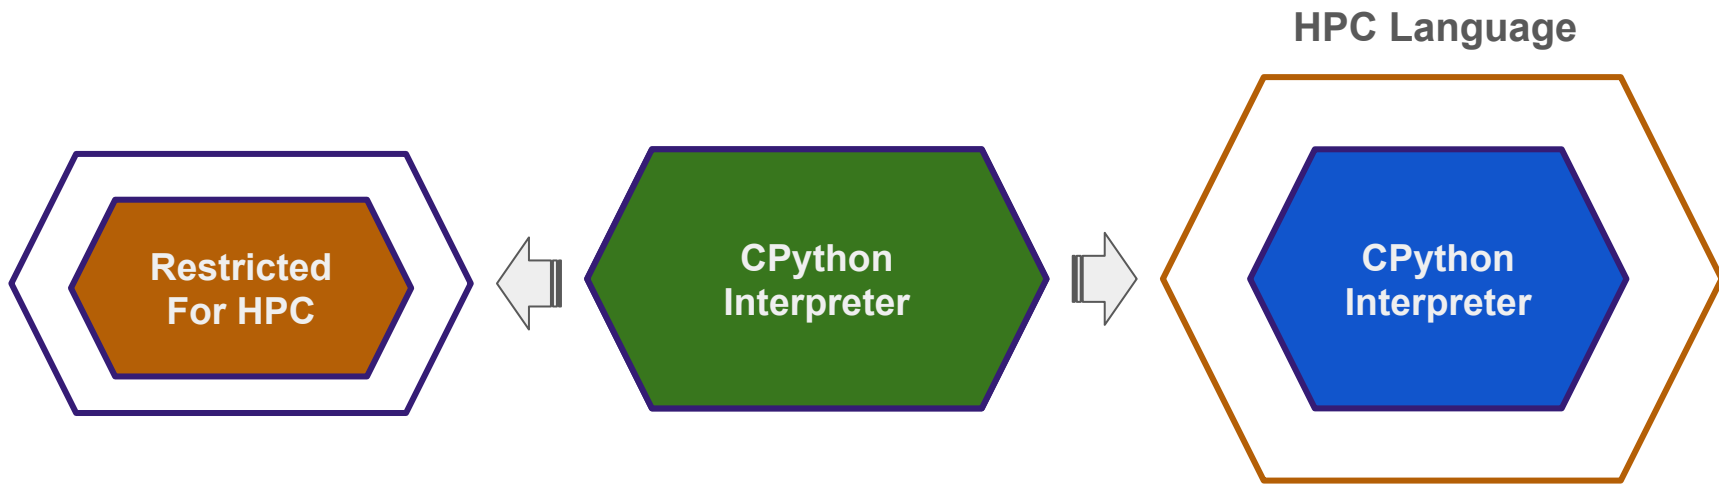 HPC Language
Restricted
For HPC
CPython
Interpreter
CPython
Interpreter